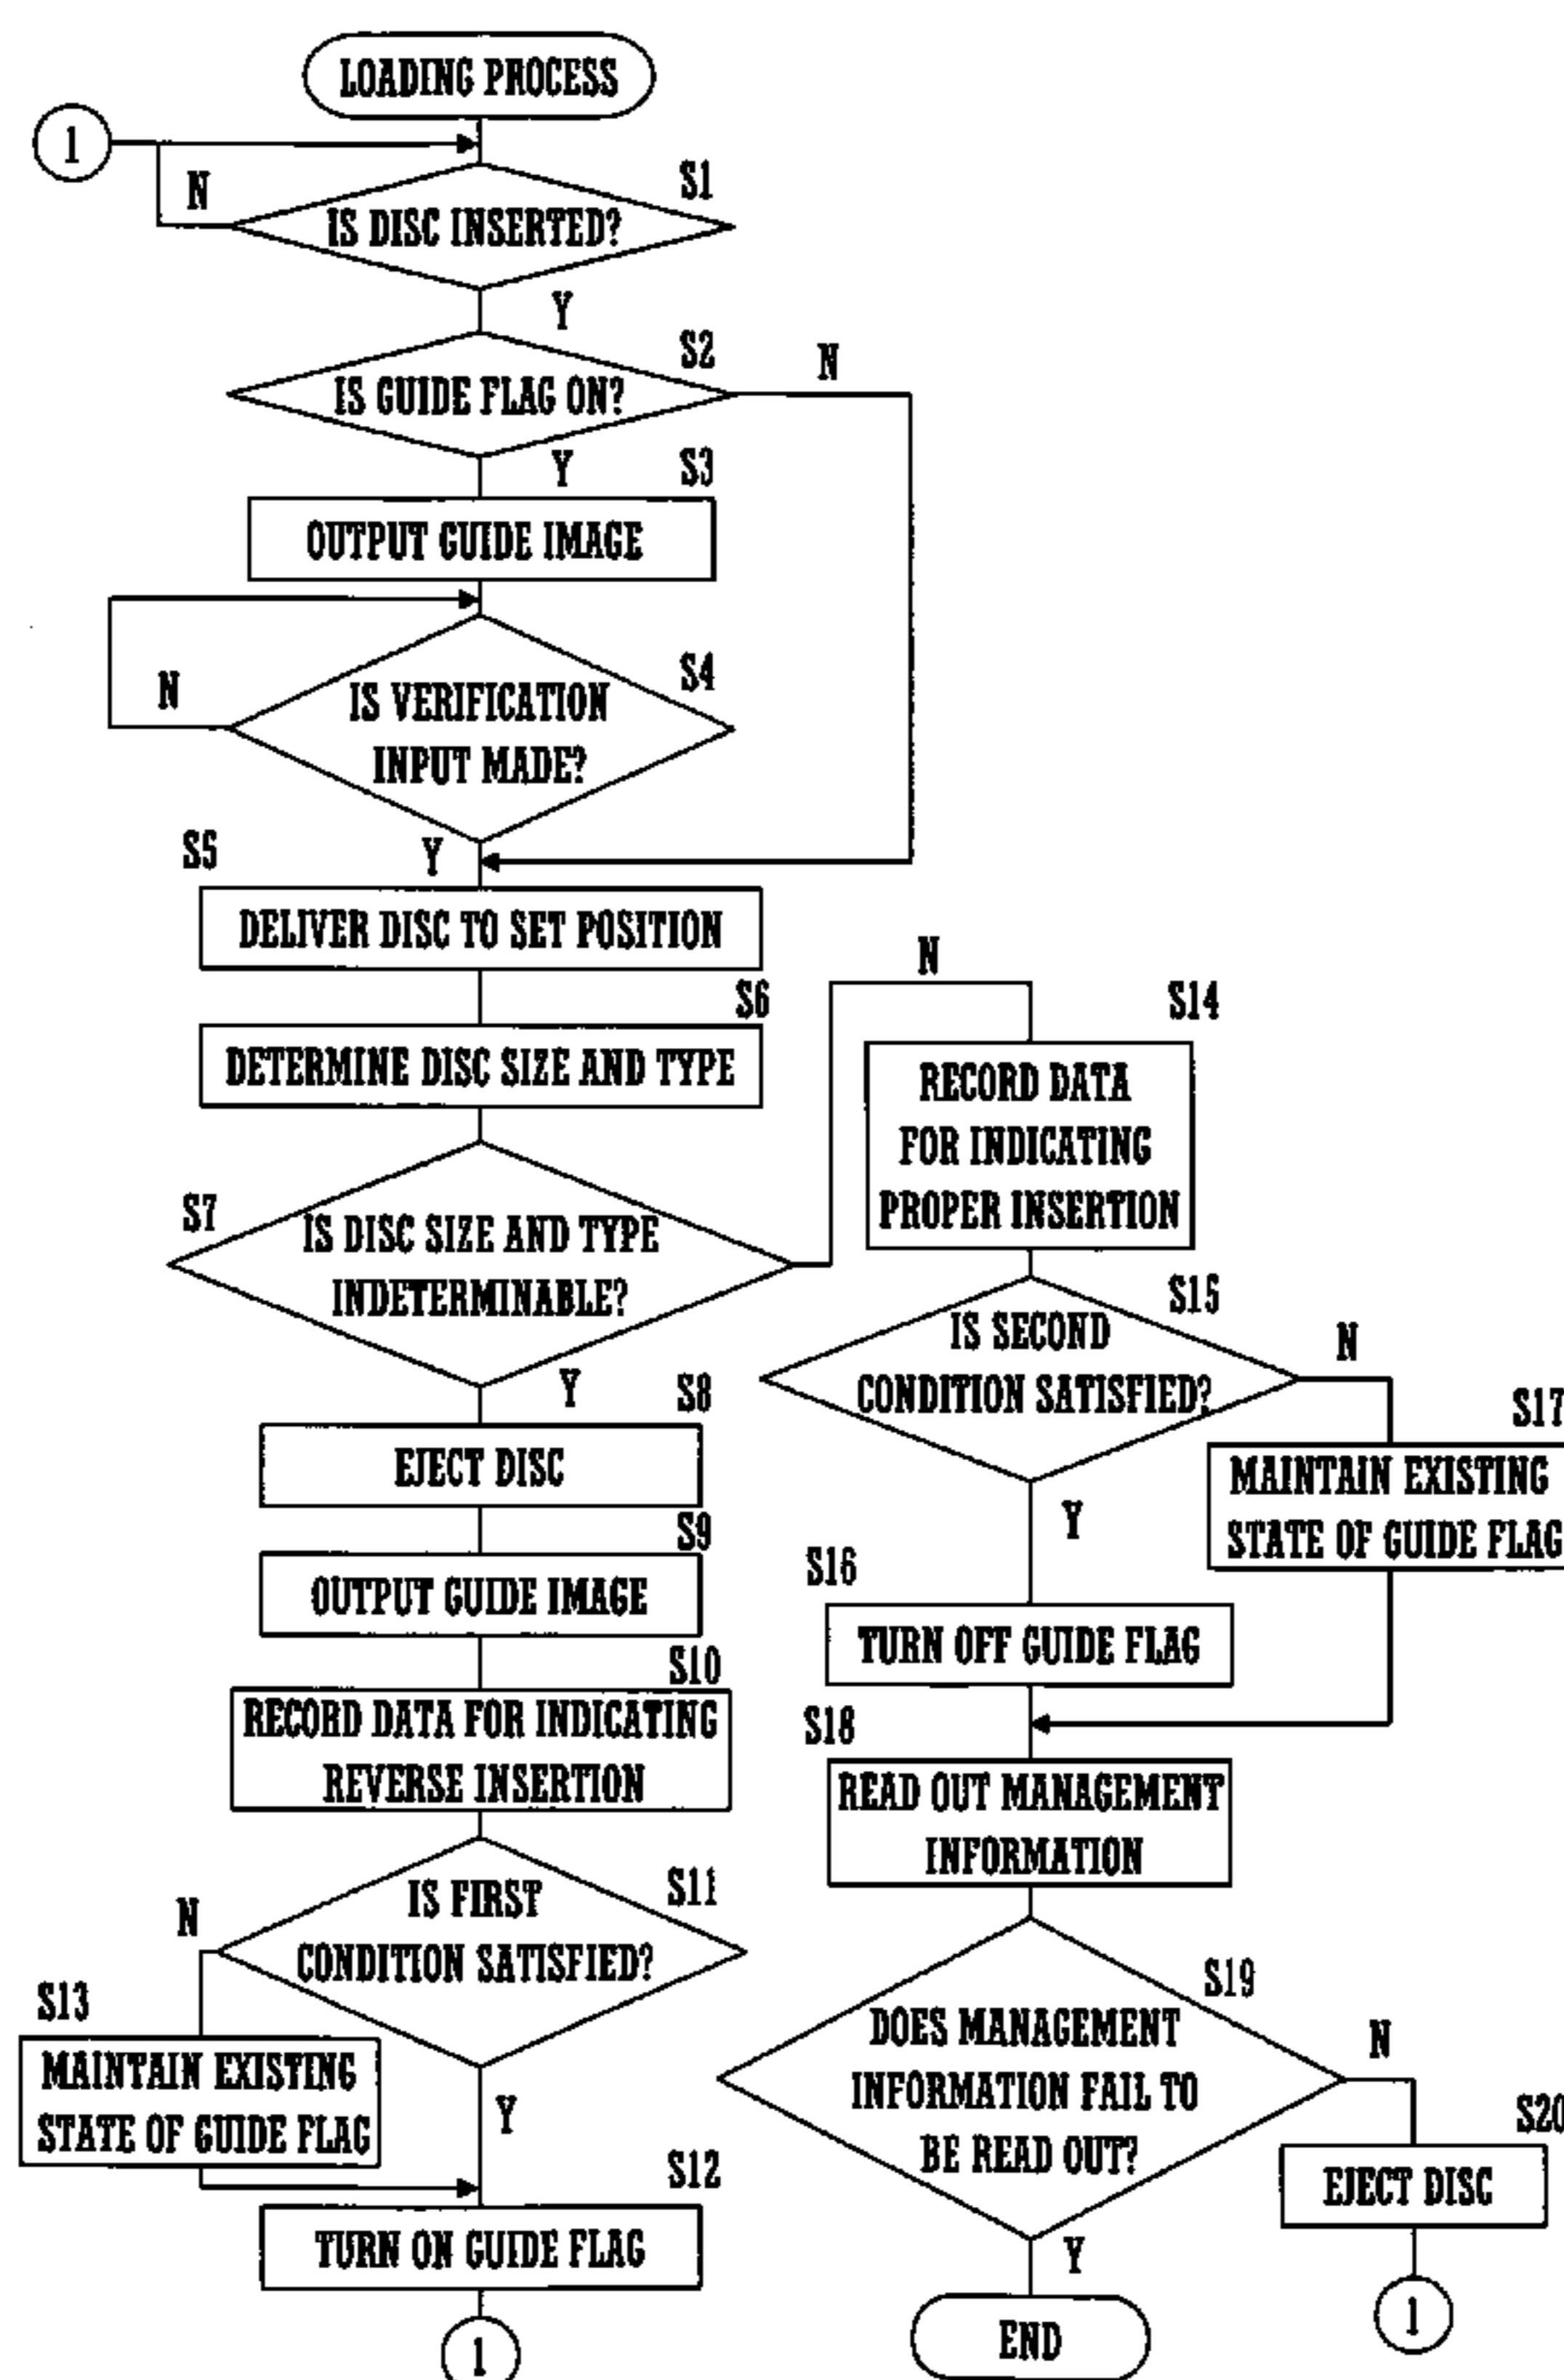 LOADING PROCESS
1
N
S1
IS DISC INSERTED?
Y
S2
N
IS GUIDE FLAG ON?
Y
S3
OUTPUT GUIDE IMAGE
S4
N
IS VERIFICATION
INPUT MADE?
S5
Y
DELIVER DISC TO SET POSITION
S6
DETERMINE DISC SIZE AND TYPE
S7
IS DISC SIZE AND TYPE
INDETERMINABLE?
N
Y
S8
EJECT DISC
S9
OUTPUT GUIDE IMAGE
S10
RECORD DATA FOR INDICATING
REVERSE INSERTION
S11
IS FIRST
CONDITION SATISFIED?
N
S13
MAINTAIN EXISTING
STATE OF GUIDE FLAG
Y
S12
TURN ON GUIDE FLAG
1
S14
RECORD DATA
FOR INDICATING
PROPER INSERTION
S15
IS SECOND
CONDITION SATISFIED?
N
S17
MAINTAIN EXISTING
STATE OF GUIDE FLAG
Y
S16
TURN OFF GUIDE FLAG
S18
READ OUT MANAGEMENT
INFORMATION
S19
DOES MANAGEMENT
INFORMATION FAIL TO
BE READ OUT?
N
S20
EJECT DISC
1
Y
END